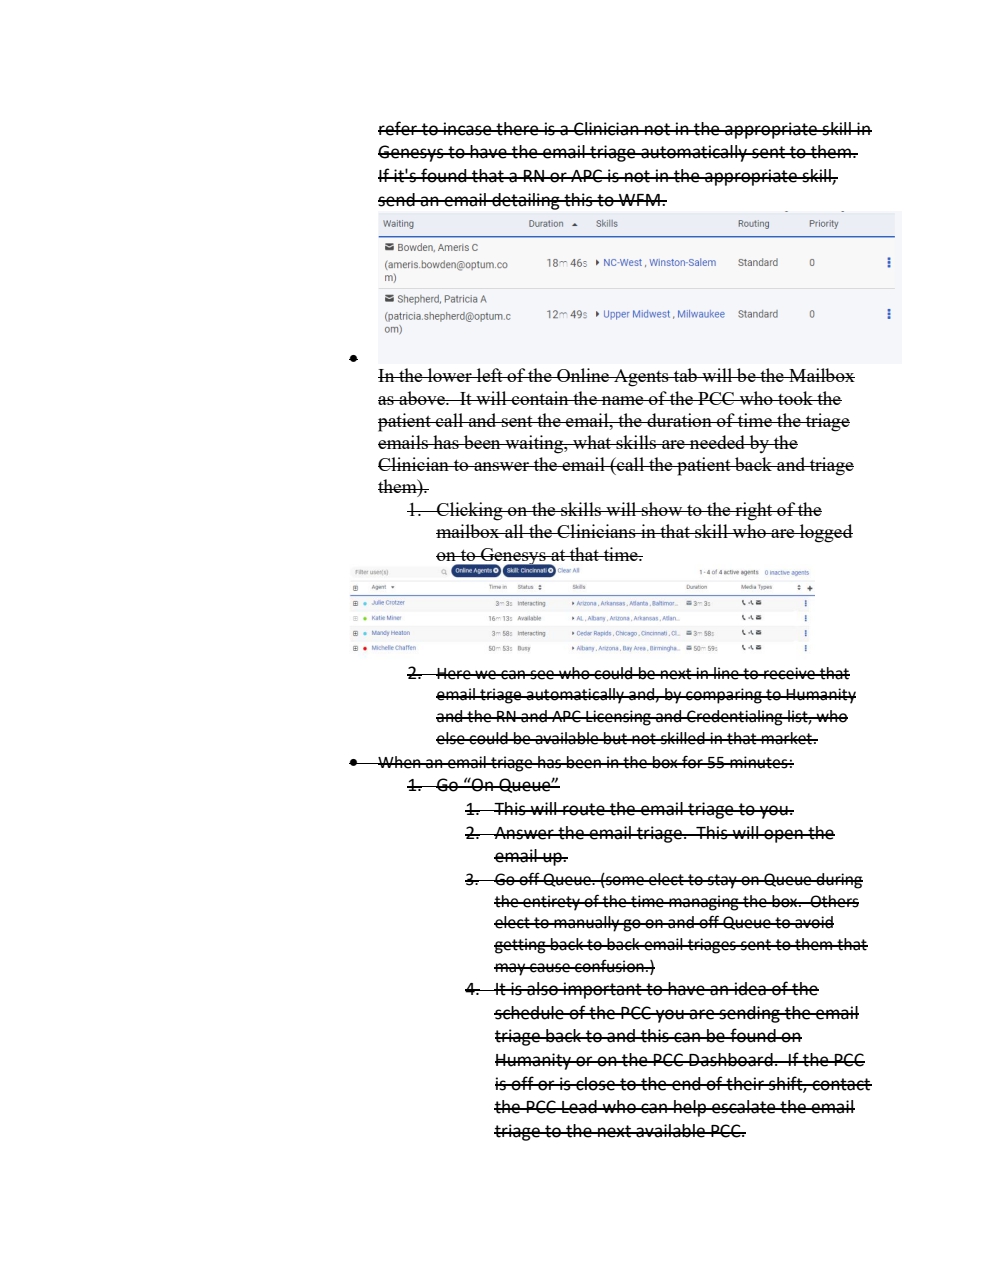 refer to incase there is a Clinician not in the appropriate skill in
Genesys to have the email triage automatically sent to them.
If it's found that a RN or APC is not in the appropriate skill,
send an email detailing this to WFM.
Waiting Duration Skills Routing Priority
Bowden, Ameris C
(ameris.bowden@optum.co
m)
18m 46s NC-West , Winston-Salem Standard 0
Shepherd, Patricia A
(patricia.shepherd@optum.c
om)
12m 49s Upper Midwest , Milwaukee Standard 0
•
In the lower left of the Online Agents tab will be the Mailbox
as above. It will contain the name of the PCC who took the
patient call and sent the email, the duration of time the triage
emails has been waiting, what skills are needed by the
Clinician to answer the email (call the patient back and triage
them).
1. Clicking on the skills will show to the right of the
mailbox all the Clinicians in that skill who are logged
on to Genesys at that time.
Filter user(s) Online Agents Skill: Cincinnati Clear All 1 - 4 of 4 active agents 0 inactive agents
Agent Time in Status Skills Duration Media Types
Julie Crotzer 3m 3s Interacting Arizona , Arkansas , Atlanta , Baltimor... 3m 3s
Katie Miner 16m 13s Available AL , Albany , Arizona , Arkansas , Atlan...
Mandy Heaton 3m 58s Interacting Cedar Rapids , Chicago , Cincinnati , Cl... 3m 58s
Michelle Chaffen 50m 53s Busy Albany , Arizona , Bay Area , Birmingha... 50m 59s
2. Here we can see who could be next in line to receive that
email triage automatically and, by comparing to Humanity
and the RN and APC Licensing and Credentialing list, who
else could be available but not skilled in that market.
• When an email triage has been in the box for 55 minutes:
1. Go “On Queue”
1. This will route the email triage to you.
2. Answer the email triage. This will open the
email up.
3. Go off Queue. (some elect to stay on Queue during
the entirety of the time managing the box. Others
elect to manually go on and off Queue to avoid
getting back to back email triages sent to them that
may cause confusion.)
4. It is also important to have an idea of the
schedule of the PCC you are sending the email
triage back to and this can be found on
Humanity or on the PCC Dashboard. If the PCC
is off or is close to the end of their shift, contact
the PCC Lead who can help escalate the email
triage to the next available PCC.